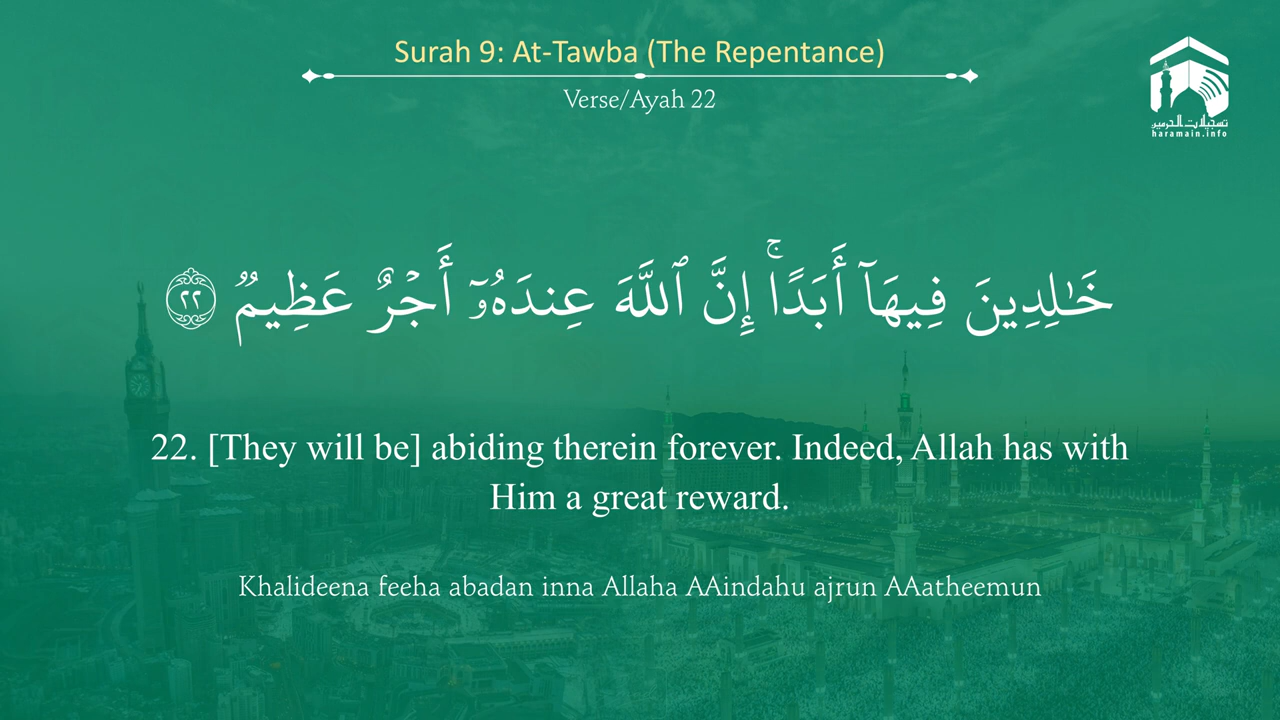 Surah 9: At-Tawba (The Repentance)
Verse/Ayah 22
تسجيلات الحرمين
haramain.info
خَـٰلِدِينَ فِيهَآ أَبَدًا ۚ إِنَّ ٱللَّهَ عِندَهُۥٓ أَجْرٌ عَظِيمٌ ٢٢
22. [They will be] abiding therein forever. Indeed, Allah has with
Him a great reward.
Khalideena feeha abadan inna Allaha AAindahu ajrun AAatheemun